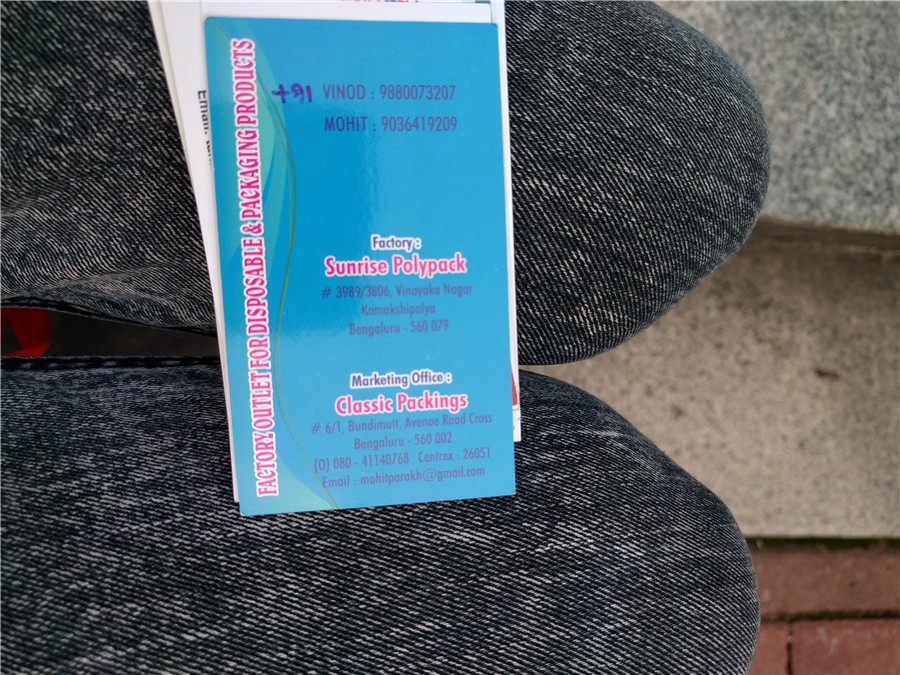 FACTORY OUTLET FOR DISPOSABLE & PACKAGING PRODUCTS
+91 VINOD : 9880073207
MOHIT : 9036419209
Factory :
Sunrise Polypack
# 3989/3806, Vinayaka Nagar
Kamakshipalya
Bengaluru - 560 079
Marketing Office :
Classic Packings
# 6/1, Bundimutt, Avenue Road Cross
Bengaluru - 560 002
(O) 080 - 41140768 Centrex : 26051
Email : mohitparakh@gmail.com
Email: